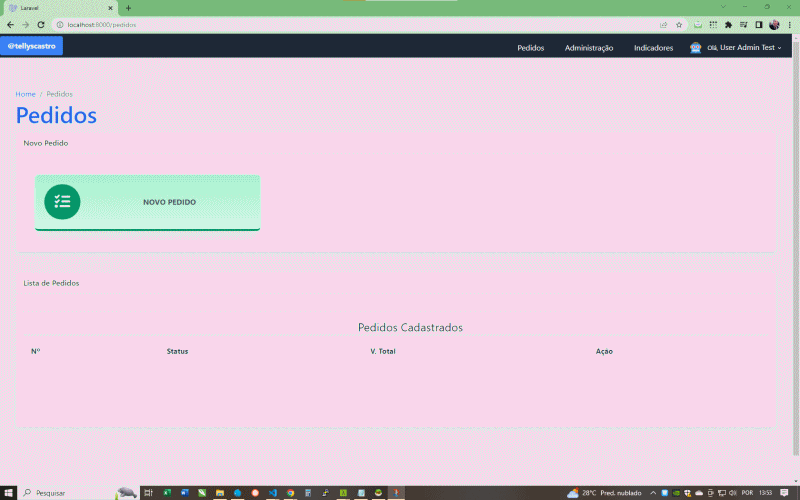 Laravel
localhost:8000/pedidos
@tellyscastro
Pedidos Administração Indicadores Olá, User Admin Test
Home / Pedidos
Pedidos
Novo Pedido
NOVO PEDIDO
Lista de Pedidos
Pedidos Cadastrados
Nº Status V. Total Ação
Pesquisar 28°C Pred. nublado POR 13:53